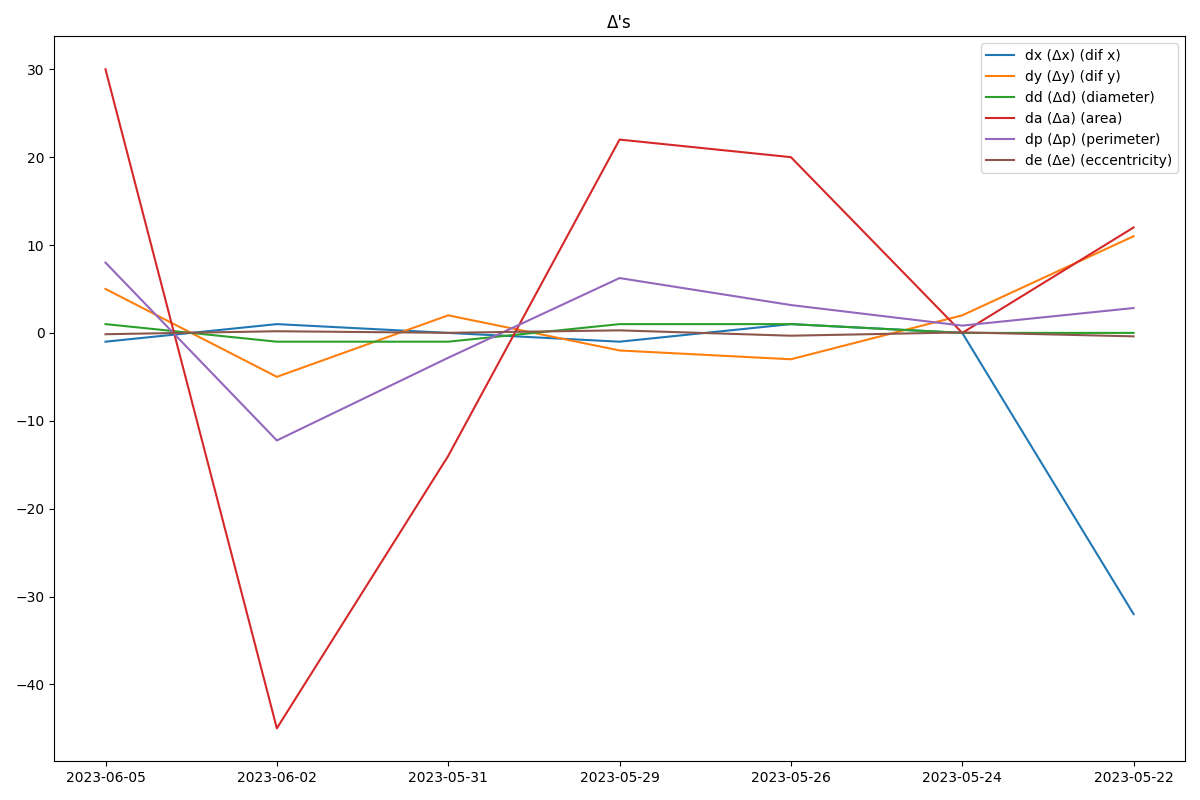 Δ's
dx (Δx) (dif x)
dy (Δy) (dif y)
dd (Δd) (diameter)
da (Δa) (area)
dp (Δp) (perimeter)
de (Δe) (eccentricity)
30
20
10
0
−10
−20
−30
−40
2023-06-05 2023-06-02 2023-05-31 2023-05-29 2023-05-26 2023-05-24 2023-05-22